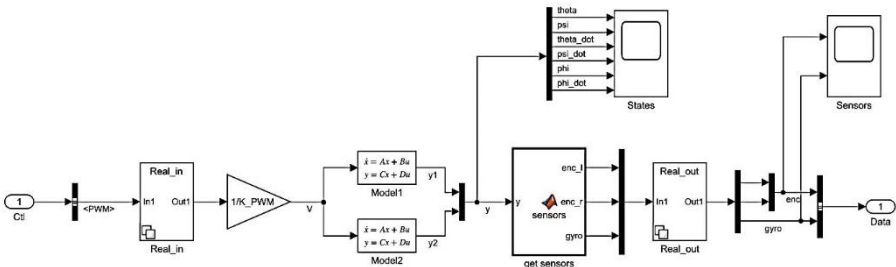 theta
psi
theta_dot
psi_dot
phi
phi_dot
States
Sensors
1
Ctl
<PWM>
Real_in
In1
Out1
Real_in
1/K_PWM
V
ẋ = Ax + Bu
y = Cx + Du
Model1
y1
ẋ = Ax + Bu
y = Cx + Du
Model2
y2
y
y
sensors
enc_l
enc_r
gyro
get sensors
Real_out
In1
Out1
Real_out
enc
gyro
1
Data